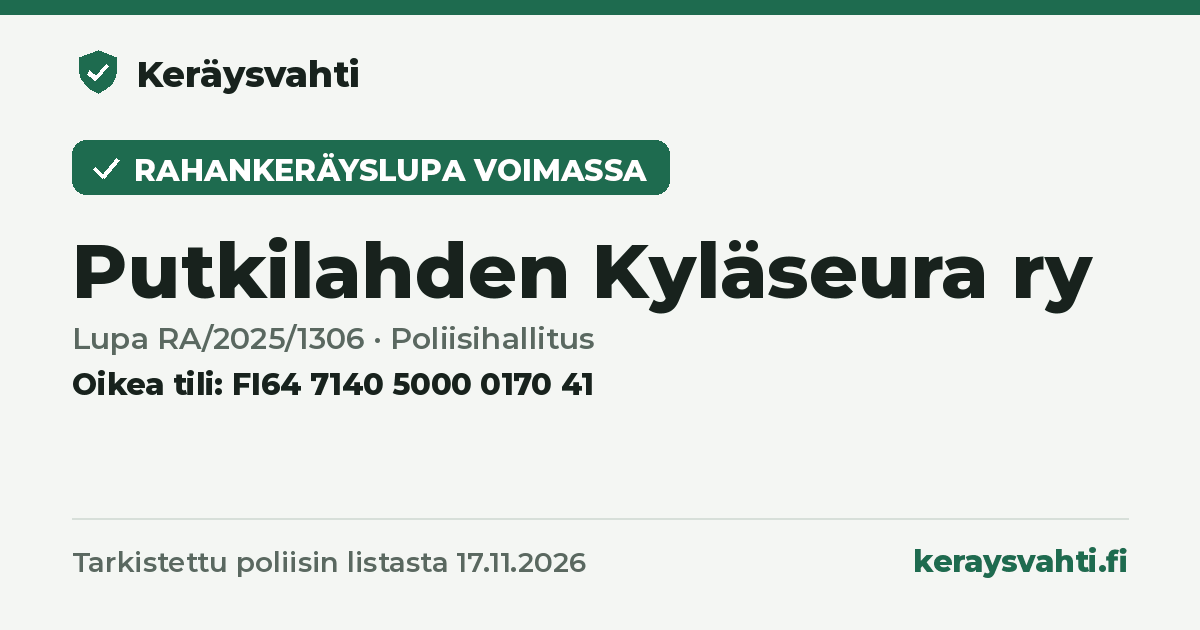 Keräysvahti
RAHANKERÄYSLUPA VOIMASSA
Putkilahden Kyläseura ry
Lupa RA/2025/1306 · Poliisihallitus
Oikea tili: FI64 7140 5000 0170 41
Tarkistettu poliisin listasta 17.11.2026
keraysvahti.fi